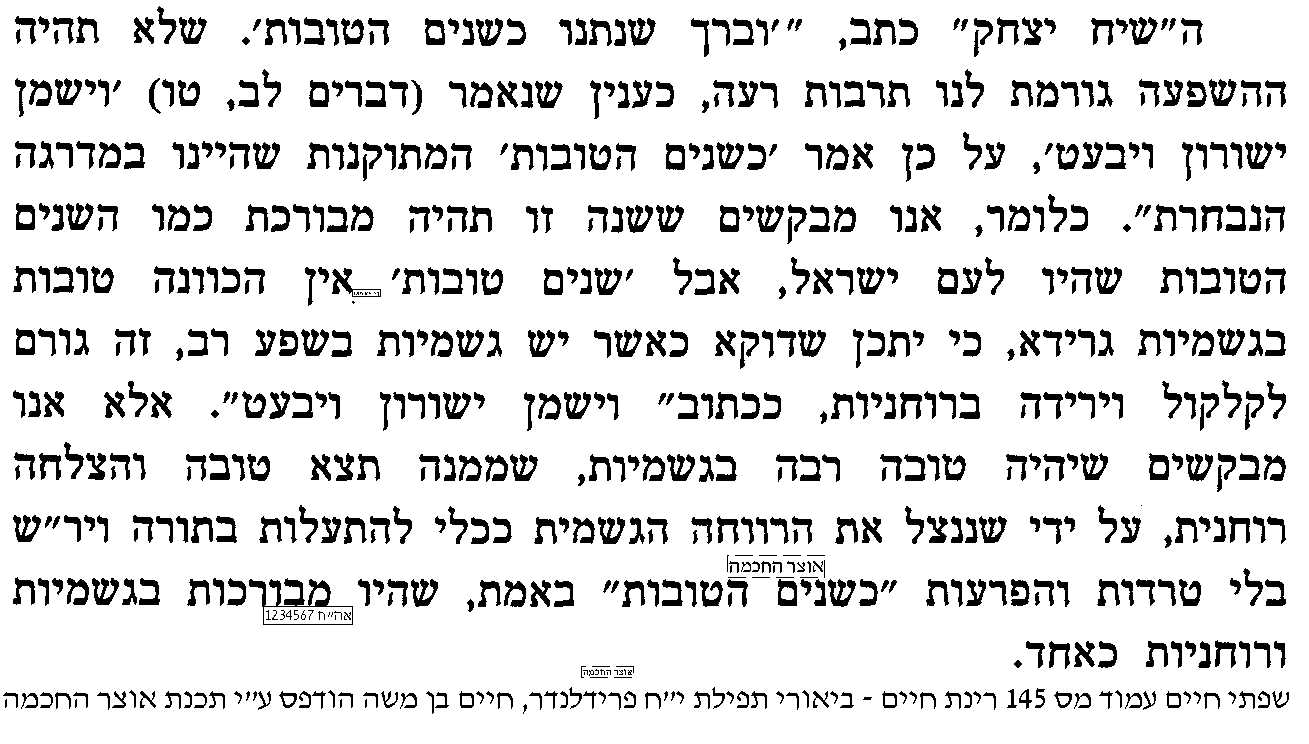 ה״שיח יצחק״ כתב, ״׳וברך שנתנו כשנים הטובות׳. שלא תהיה
ההשפעה גורמת לנו תרבות רעה, כענין שנאמר (דברים לב, טו) ׳וישמן
ישורון ויבעט׳, על כן אמר ׳כשנים הטובות׳ המתוקנות שהיינו במדרגה
הנבחרת״. כלומר, אנו מבקשים ששנה זו תהיה מבורכת כמו השנים
הטובות שהיו לעם ישראל, אבל ׳שנים טובות׳ אין הכוונה טובות
בגשמיות גרידא, כי יתכן שדוקא כאשר יש גשמיות בשפע רב, זה גורם
לקלקול וירידה ברוחניות, ככתוב״ וישמן ישורון ויבעט״. אלא אנו
מבקשים שיהיה טובה רבה בגשמיות, שממנה תצא טובה והצלחה
רוחנית, על ידי שננצל את הרווחה הגשמית ככלי להתעלות בתורה ויר״ש
אוצר החכמה
בלי טרדות והפרעות ״כשנים הטובות״ באמת, שהיו מבורכות בגשמיות
אה״ח 1234567
ורוחניות כאחד.
אוצר החכמה
שפתי חיים עמוד מס 145 רינת חיים - ביאורי תפילת י״ח פרידלנדר, חיים בן משה הודפס ע״י תכנת אוצר החכמה